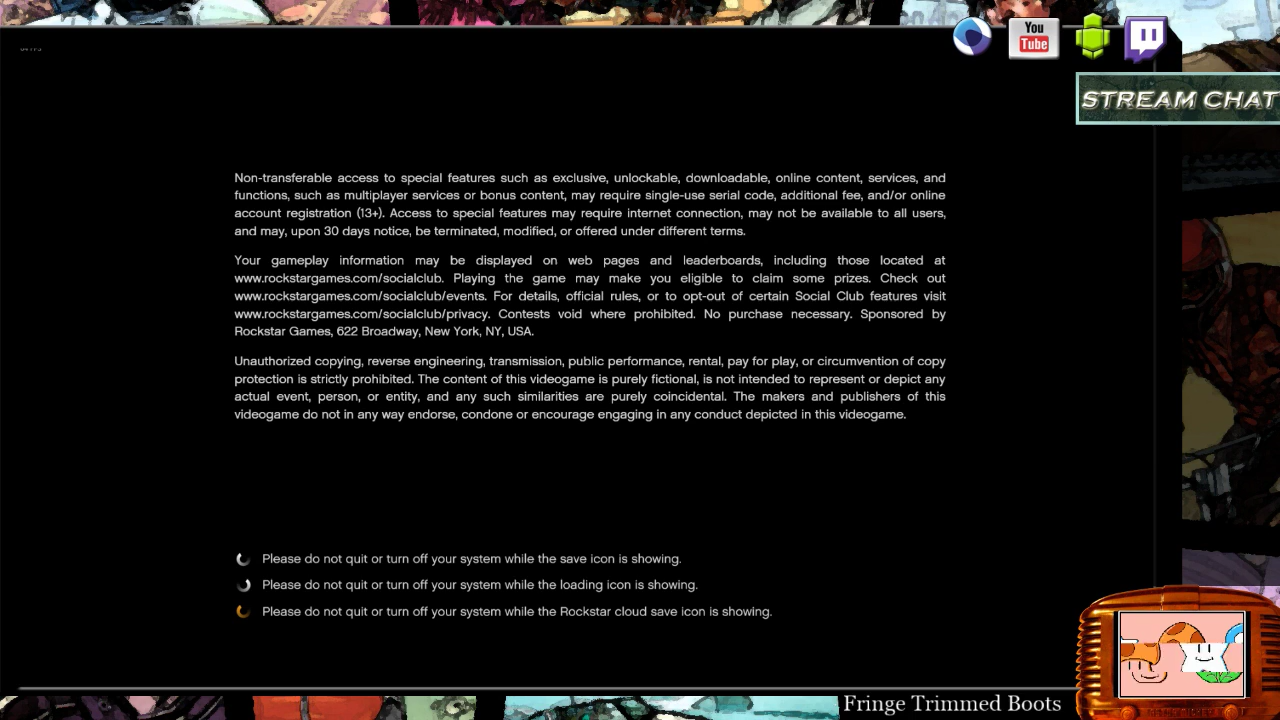 You
Tube
STREAM CHAT
Non-transferable access to special features such as exclusive, unlockable, downloadable, online content, services, and
functions, such as multiplayer services or bonus content, may require single-use serial code, additional fee, and/or online
account registration (13+). Access to special features may require internet connection, may not be available to all users,
and may, upon 30 days notice, be terminated, modified, or offered under different terms.
Your gameplay information may be displayed on web pages and leaderboards, including those located at
www.rockstargames.com/socialclub. Playing the game may make you eligible to claim some prizes. Check out
www.rockstargames.com/socialclub/events. For details, official rules, or to opt-out of certain Social Club features visit
www.rockstargames.com/socialclub/privacy. Contests void where prohibited. No purchase necessary. Sponsored by
Rockstar Games, 622 Broadway, New York, NY, USA.
Unauthorized copying, reverse engineering, transmission, public performance, rental, pay for play, or circumvention of copy
protection is strictly prohibited. The content of this videogame is purely fictional, is not intended to represent or depict any
actual event, person, or entity, and any such similarities are purely coincidental. The makers and publishers of this
videogame do not in any way endorse, condone or encourage engaging in any conduct depicted in this videogame.
Please do not quit or turn off your system while the save icon is showing.
Please do not quit or turn off your system while the loading icon is showing.
Please do not quit or turn off your system while the Rockstar cloud save icon is showing.
Fringe Trimmed Boots